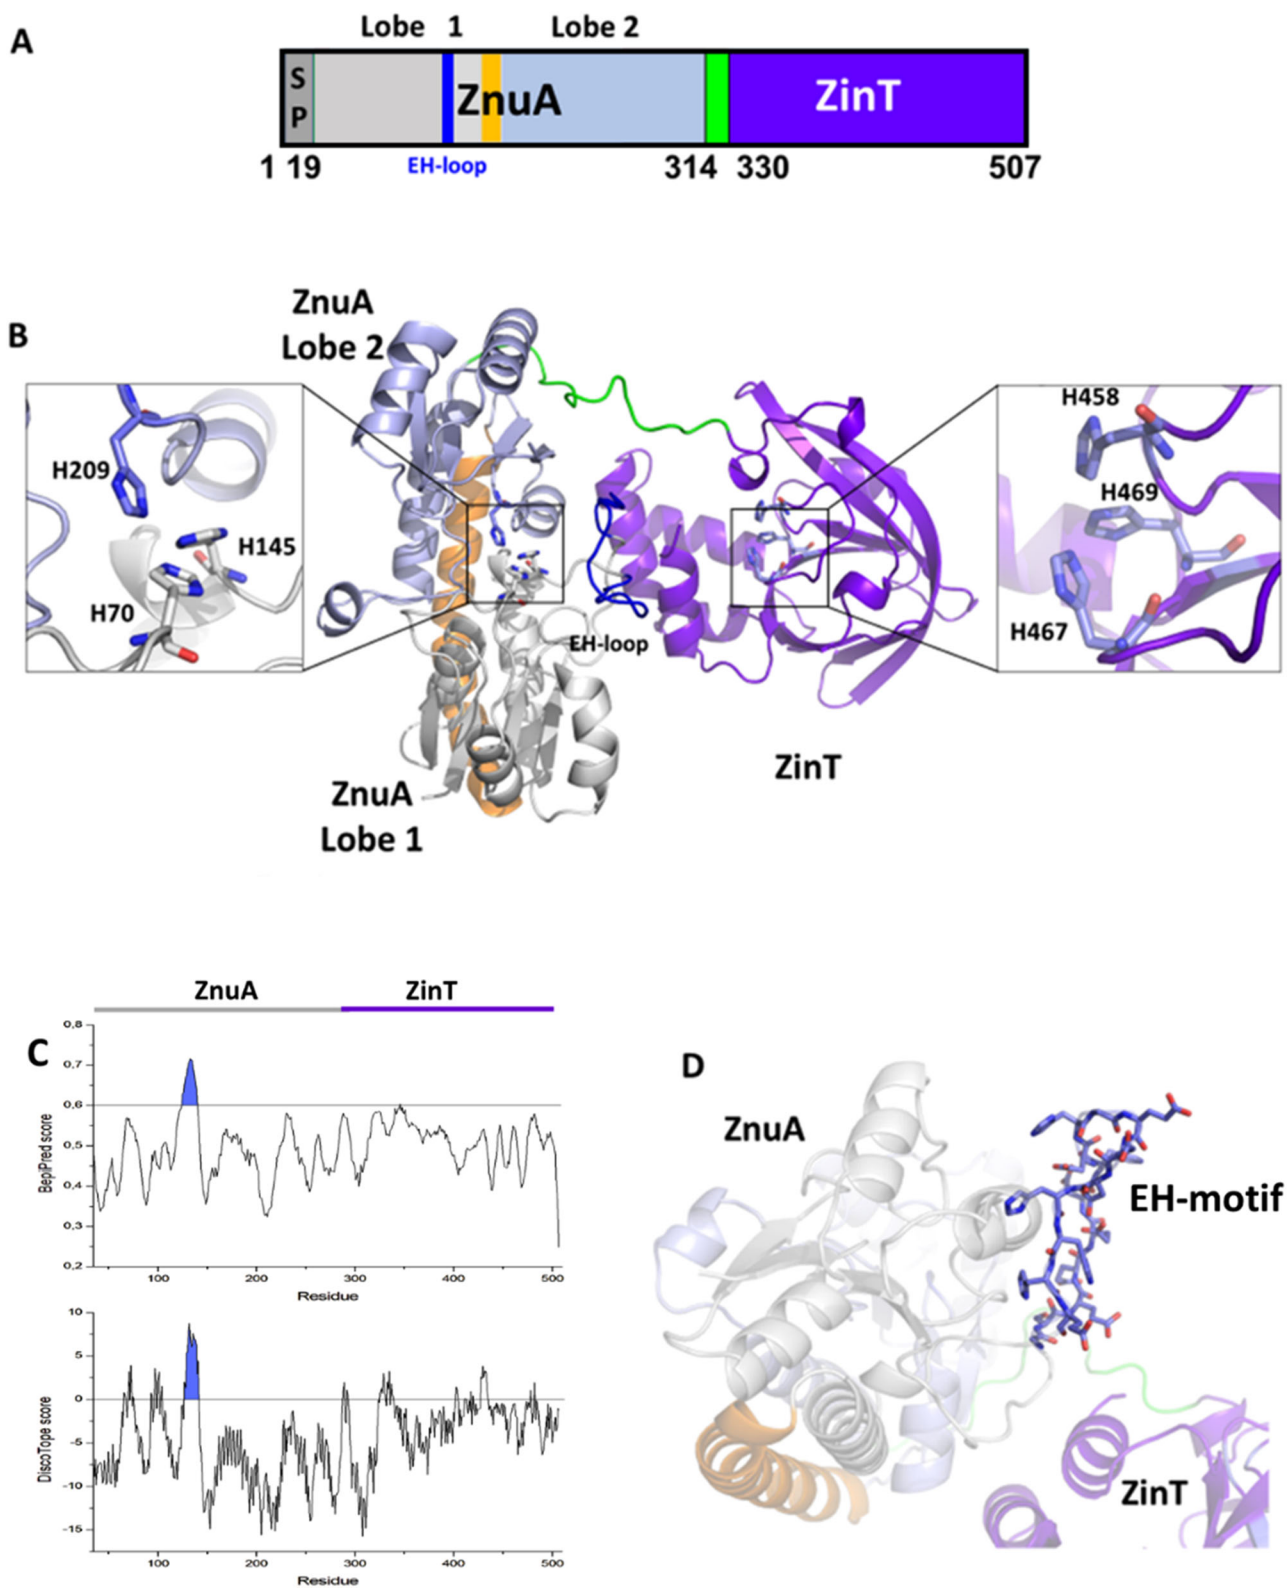 A
Lobe 1
Lobe 2
S
P
ZnuA
ZinT
1 19
EH-loop
314 330
507
B
ZnuA
Lobe 2
H209
H145
H70
H458
H469
H467
EH-loop
ZnuA
Lobe 1
ZinT
C
ZnuA
ZinT
0,8
0,7
0,6
0,5
0,4
0,3
0,2
BepiPred score
100 200 300 400 500
Residue
10
5
0
-5
-10
-15
DiscoTope score
100 200 300 400 500
Residue
D
ZnuA
EH-motif
ZinT